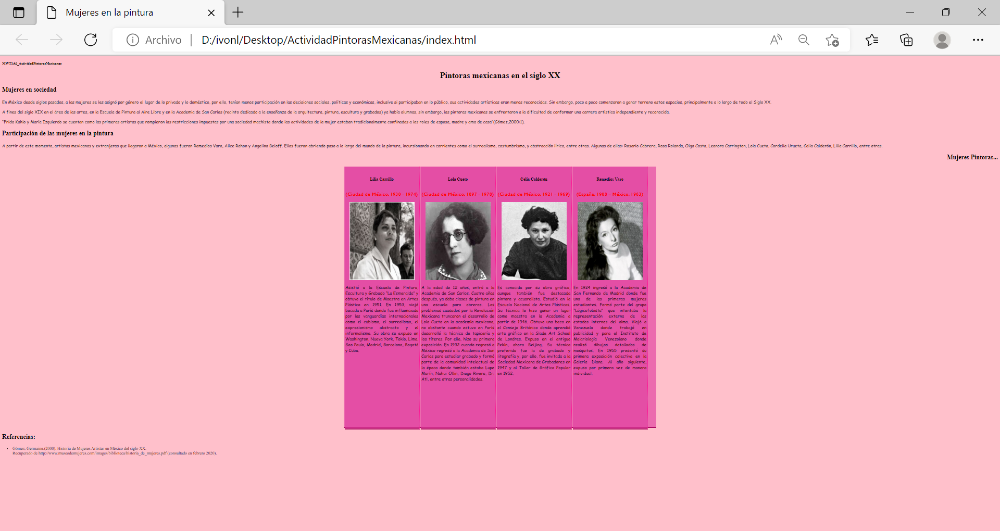 Mujeres en la pintura
Archivo
D:/ivonl/Desktop/ActividadPintorasMexicanas/index.html
MWT1A6_ActividadPintorasMexicanas
Pintoras mexicanas en el siglo XX
Mujeres en sociedad
En México desde siglos pasados, a las mujeres se les asignó por género el lugar de lo privado y lo doméstico, por ello, tenían menos participación en las decisiones sociales, políticas y económicas, inclusive si participaban en lo público, sus actividades artísticas eran menos reconocidas. Sin embargo, poco a poco comenzaron a ganar terreno estos espacios, principalmente a lo largo de todo el Siglo XX.
A fines del siglo XIX en el área de las artes, en la Escuela de Pintura al Aire Libre y en la Academia de San Carlos (recinto dedicado a la enseñanza de la arquitectura, pintura, escultura y grabados) ya había alumnas, sin embargo, las pintoras mexicanas se enfrentaron a la dificultad de conformar una carrera artística independiente y reconocida.
"Frida Kahlo y María Izquierdo se cuentan como las primeras artistas que rompieron las restricciones impuestas por una sociedad machista donde las actividades de la mujer estaban tradicionalmente confinadas a los roles de esposa, madre y ama de casa"(Gómez,2000:1).
Participación de las mujeres en la pintura
A partir de este momento, artistas mexicanas y extranjeras que llegaron a México, algunas fueron Remedios Varo, Alice Rahon y Angelina Beloff. Ellas fueron abriendo paso a lo largo del mundo de la pintura, incursionando en corrientes como el surrealismo, costumbrismo, y abstracción lírica, entre otras. Algunas de ellas: Rosario Cabrera, Rosa Rolanda, Olga Costa, Leonora Carrington, Lola Cueto, Cordelia Urueta, Celia Calderón, Lilia Carrillo, entre otras.
Mujeres Pintoras...
Lilia Carrillo
(Ciudad de México, 1930 - 1974)
Asistió a la Escuela de Pintura,
Escultura y Grabado "La Esmeralda" y
obtuvo el título de Maestra en Artes
Plástica en 1951. En 1953, viajó
becada a París donde fue influenciada
por las vanguardias internacionales
como el cubismo, el surrealismo, el
expresionismo abstracto y el
informalismo. Su obra se expuso en
Washington, Nueva York, Tokio, Lima,
Sao Paulo, Madrid, Barcelona, Bogotá
y Cuba.
Lola Cueto
(Ciudad de México, 1897 - 1978)
A la edad de 12 años, entró a la
Academia de San Carlos. Cuatro años
después, ya daba clases de pintura en
una escuela para obreros. Los
problemas causados por la Revolución
Mexicana truncaron el desarrollo de
Lola Cueto en la academia mexicana,
no obstante cuando estuvo en París
desarrolló la técnica de tapicería y
los títeres. Por ello, hizo su primera
exposición. En 1932 cuando regresó a
México regresó a la Academia de San
Carlos para estudiar grabado y formó
parte de la comunidad intelectual de
la época donde también estaba Lupe
Marín, Nahui Ollin, Diego Rivera, Dr.
Atl, entre otras personalidades.
Celia Calderón
(Ciudad de México, 1921 - 1969)
Es conocida por su obra gráfica,
aunque también fue destacada
pintora y acuarelista. Estudió en la
Escuela Nacional de Artes Plásticas.
Su técnica le hizo ganar un lugar
como maestra en la Academia a
partir de 1946. Obtuvo una beca en
el Consejo Británico donde aprendió
arte gráfico en la Slade Art School
de Londres. Expuso en el antiguo
Pekín, ahora Beijing. Su técnica
preferida fue la de grabado y
litografía y, por ello, fue invitada a la
Sociedad Mexicana de Grabadores en
1947 y al Taller de Gráfica Popular
en 1952.
Remedios Varo
(España, 1908 – México, 1963)
En 1924 ingresó a la Academia de
San Fernando de Madrid donde fue
una de las primeras mujeres
estudiantes. Formó parte del grupo
"Lógicofobista" que intentaba la
representación externa de los
estados internos del alma. Viajó a
Venezuela donde trabajó en
publicidad y para el Instituto de
Malariología Venezolano donde
realizó dibujos detallados de
mosquitos. En 1955 presentó su
primera exposición colectiva en la
Galería Diana. Al año siguiente,
expuso por primera vez de manera
individual.
Referencias:
Gómez, Germaine.(2000). Historia de Mujeres Artistas en México del siglo XX.
Recuperado de http://www.museodemujeres.com/images/biblioteca/historia_de_mujeres.pdf (consultado en febrero 2020).